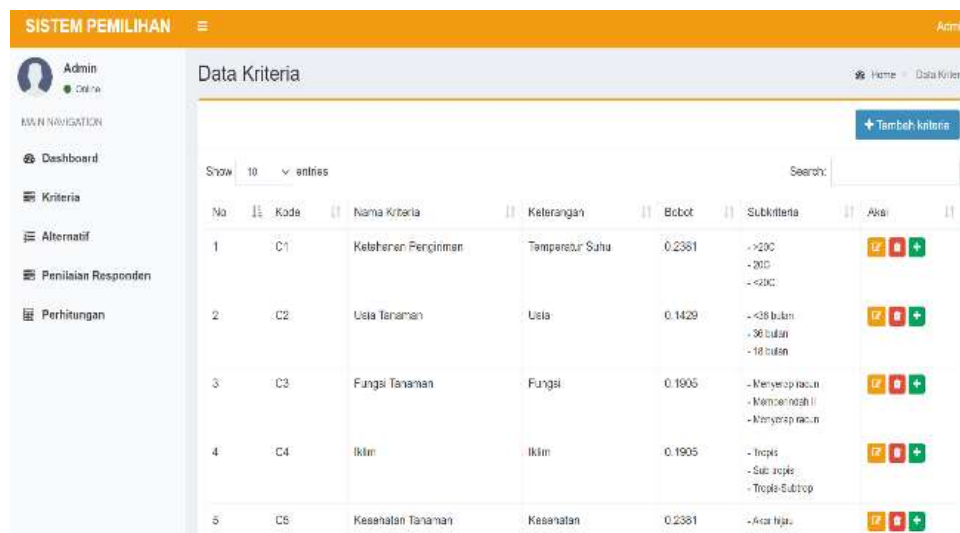 SISTEM PEMILIHAN
Admi
Admin
Online
Data Kriteria
Home Data Kriter
MAIN NAVIGATION
+ Tambah kriteria
Dashboard
Show 10 entries Search:
Kriteria
No Kode Nama Kriteria Keterangan Bobot Subkriteria Aksi
Alternatif
1 C1 Ketahanan Pengiriman Temperatur Suhu 0.2381 - >20C
- 20C
- <20C
Penilaian Responden
Perhitungan
2 C2 Usia Tanaman Usia 0.1429 - <36 bulan
- 36 bulan
- 18 bulan
3 C3 Fungsi Tanaman Fungsi 0.1905 - Menyerap racun
- Memperindah
- Menyerap racun
4 C4 Iklim Iklim 0.1905 - Tropis
- Sub tropis
- Tropis-Subtrop
5 C5 Kesehatan Tanaman Kesehatan 0.2381 - Akar hijau